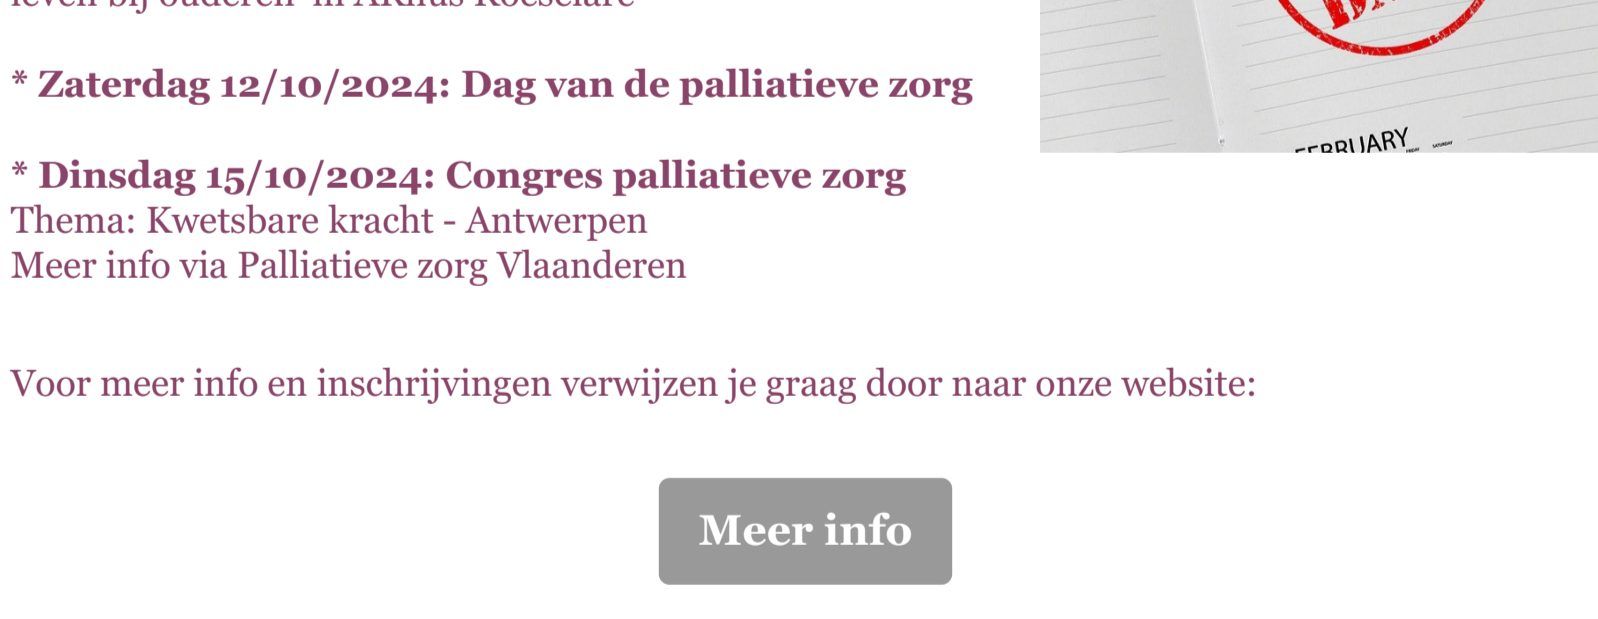 * Zaterdag 12/10/2024: Dag van de palliatieve zorg
* Dinsdag 15/10/2024: Congres palliatieve zorg
Thema: Kwetsbare kracht - Antwerpen
Meer info via Palliatieve zorg Vlaanderen
Voor meer info en inschrijvingen verwijzen je graag door naar onze website:
Meer info
FEBRUARY